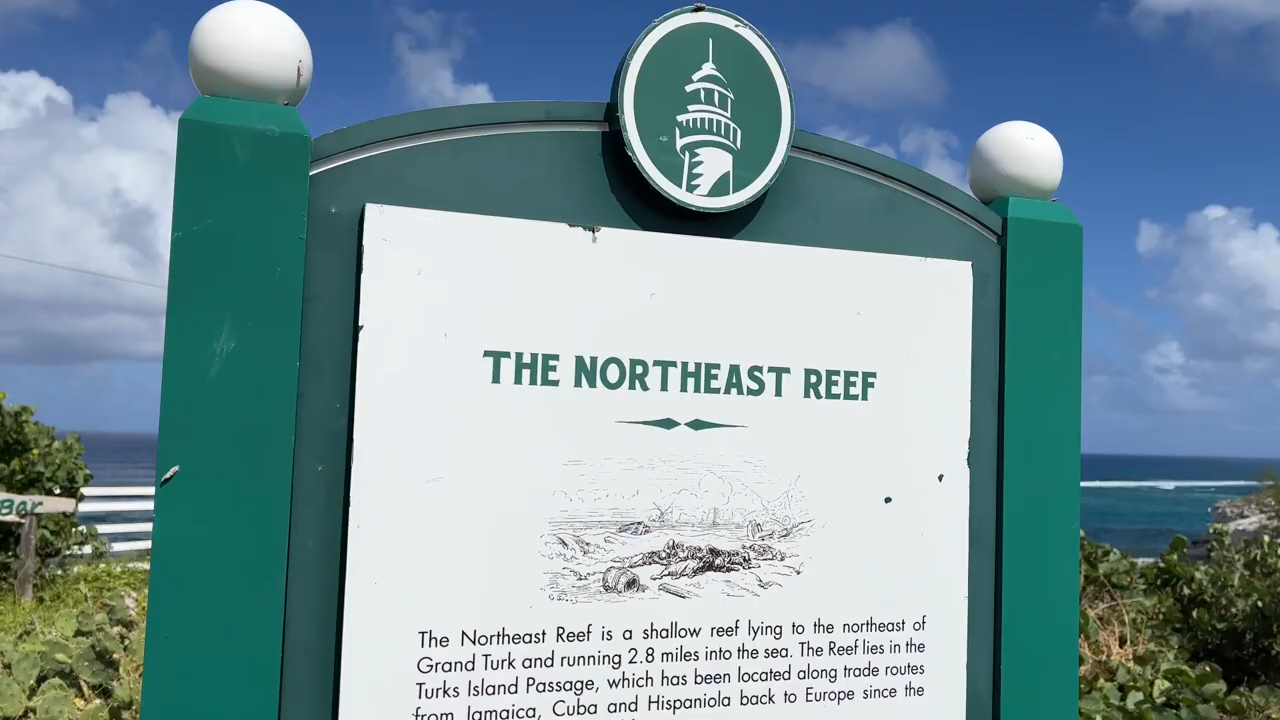 THE NORTHEAST REEF
Bar
The Northeast Reef is a shallow reef lying to the northeast of
Grand Turk and running 2.8 miles into the sea. The Reef lies in the
Turks Island Passage, which has been located along trade routes
from Jamaica, Cuba and Hispaniola back to Europe since the